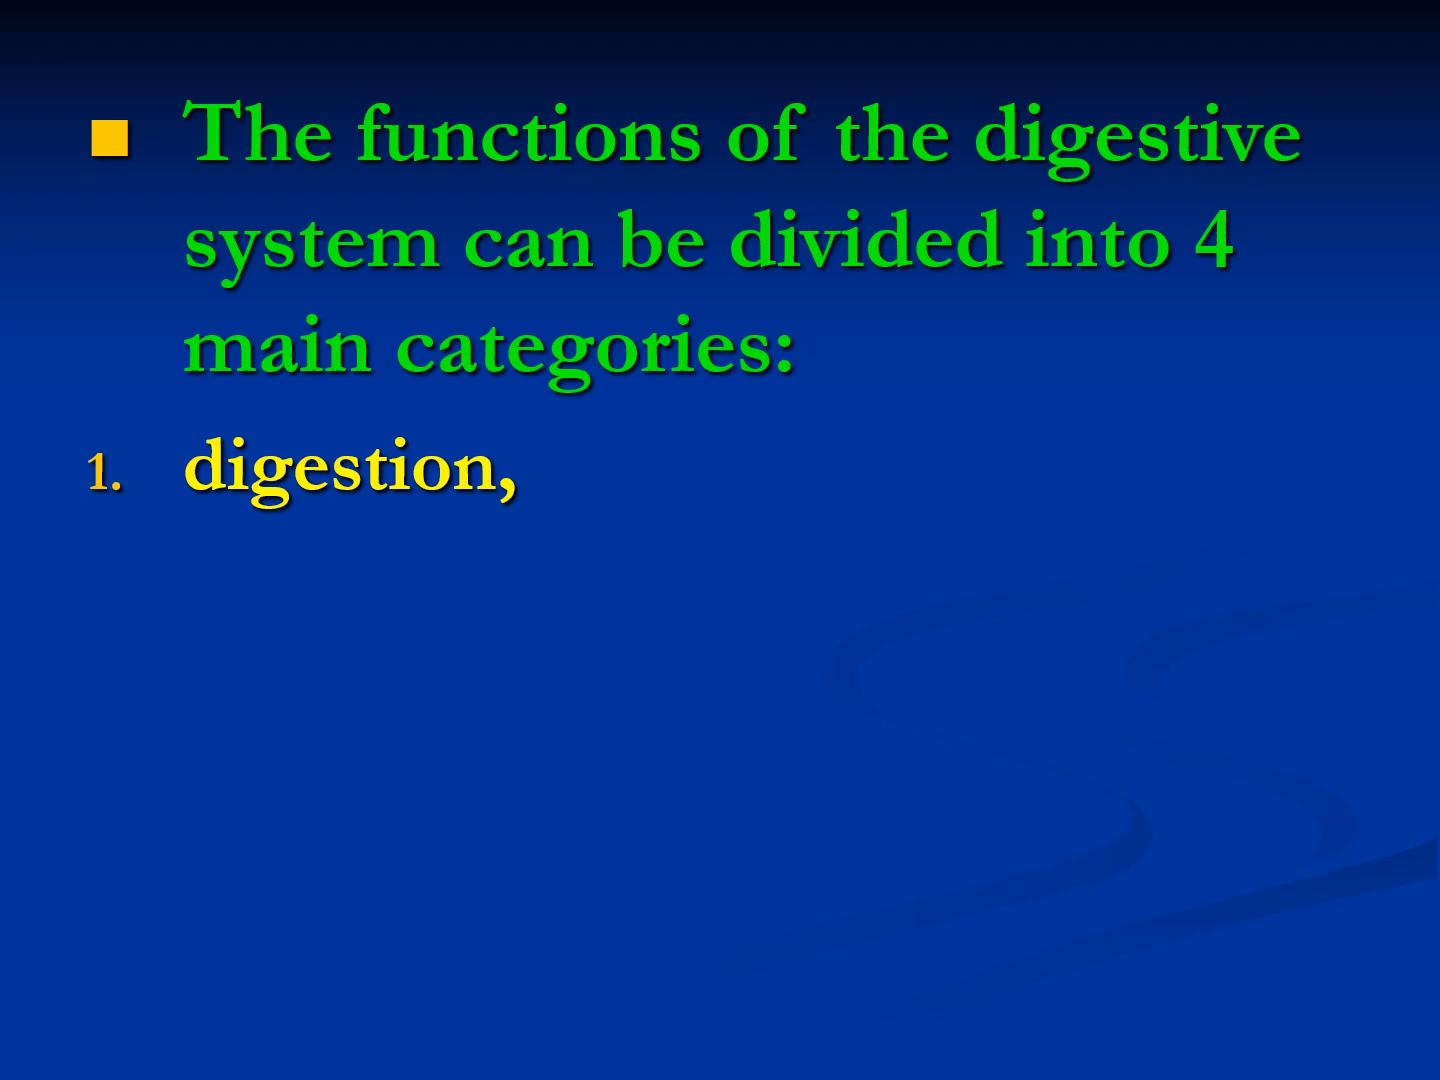 The functions of the digestive
system can be divided into 4
main categories:
1. digestion,